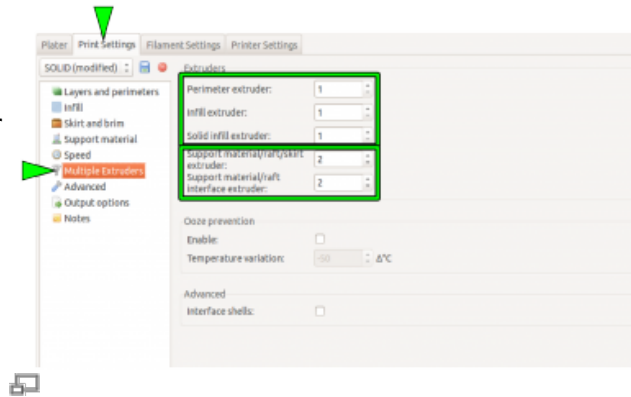 Plater Print Settings Filament Settings Printer Settings
SOLID (modified)
Layers and perimeters
Infill
Skirt and brim
Support material
Speed
Multiple Extruders
Advanced
Output options
Notes
Extruders
Perimeter extruder: 1
Infill extruder: 1
Solid infill extruder: 1
Support material/raft/skirt
extruder: 2
Support material/raft
interface extruder: 2
Ooze prevention
Enable:
Temperature variation: -50 Δ°C
Advanced
Interface shells: